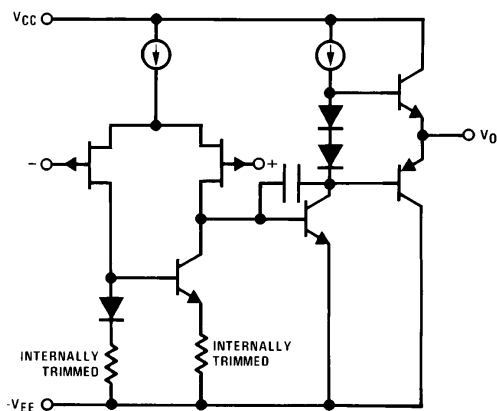 VCC
-
+
VO
INTERNALLY
TRIMMED
INTERNALLY
TRIMMED
-VEE